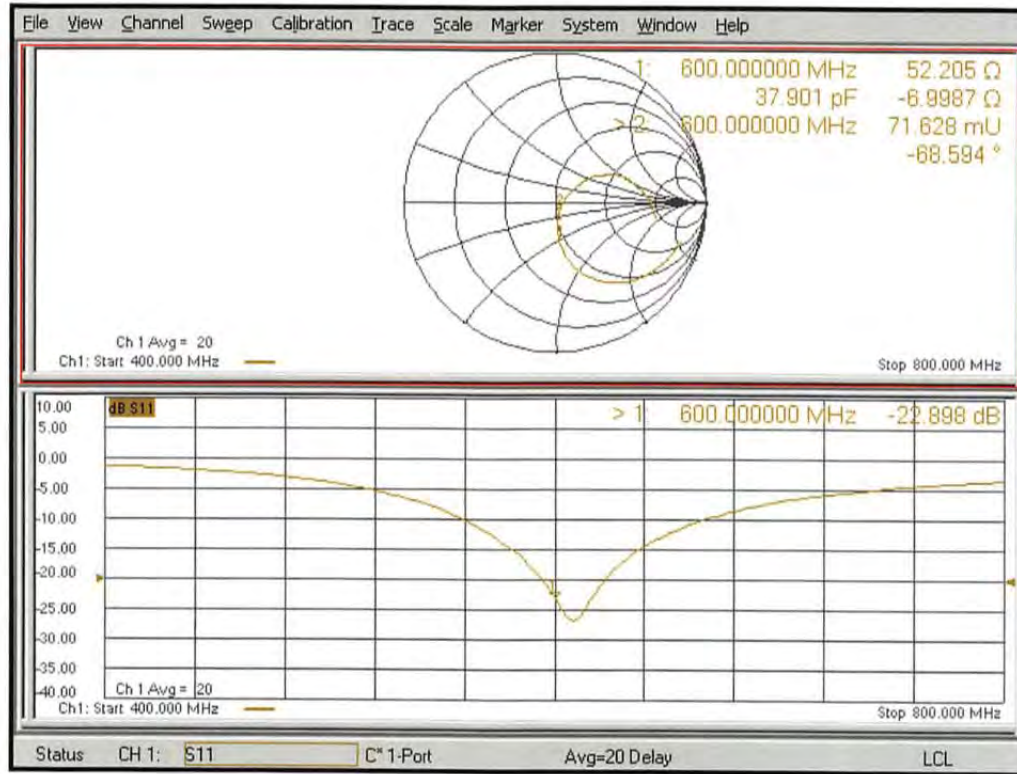 File View Channel Sweep Calibration Trace Scale Marker System Window Help
1: 600.000000 MHz 52.205 Ω
37.901 pF -6.9987 Ω
> 2: 600.000000 MHz 71.628 mU
-68.594 °
Ch 1 Avg = 20
Ch1: Start 400.000 MHz Stop 800.000 MHz
10.00 dB S11 > 1: 600.000000 MHz -22.898 dB
5.00
0.00
-5.00
-10.00
-15.00
-20.00
-25.00
-30.00
-35.00
-40.00
1
Ch 1 Avg = 20
Ch1: Start 400.000 MHz Stop 800.000 MHz
Status CH 1: S11 C* 1-Port Avg=20 Delay LCL